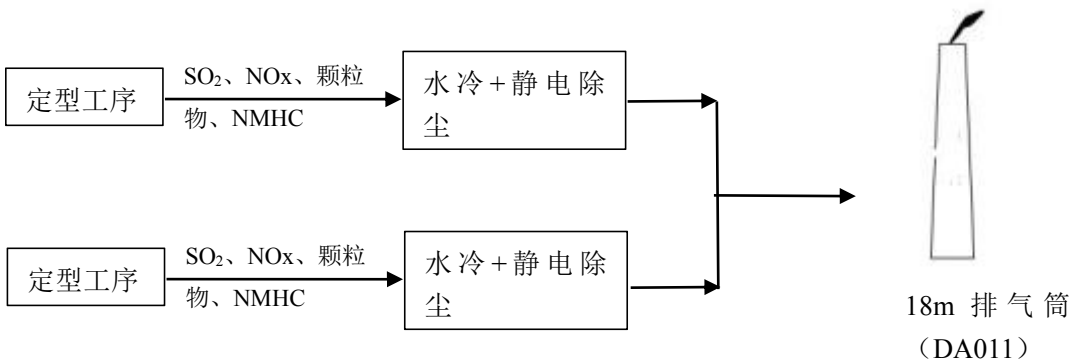 定型工序
SO₂、NOx、颗粒
物、NMHC
水冷+静电除
尘
定型工序
SO₂、NOx、颗粒
物、NMHC
水冷+静电除
尘
18m 排气筒
（DA011）